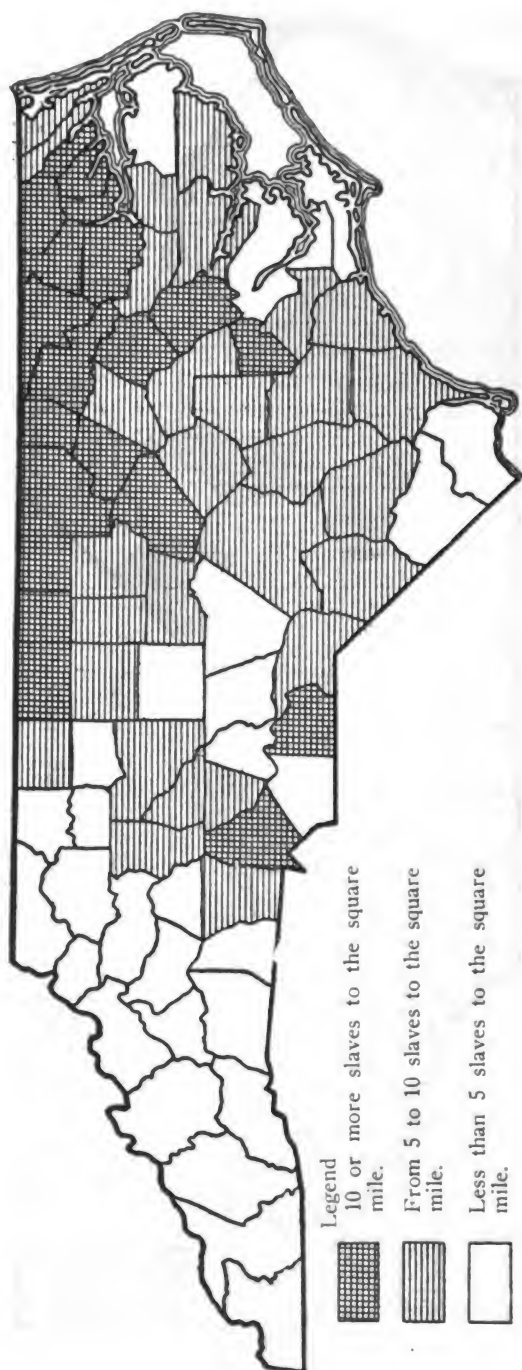 Legend
10 or more slaves to the square
mile.
From 5 to 10 slaves to the square
mile.
Less than 5 slaves to the square
mile.